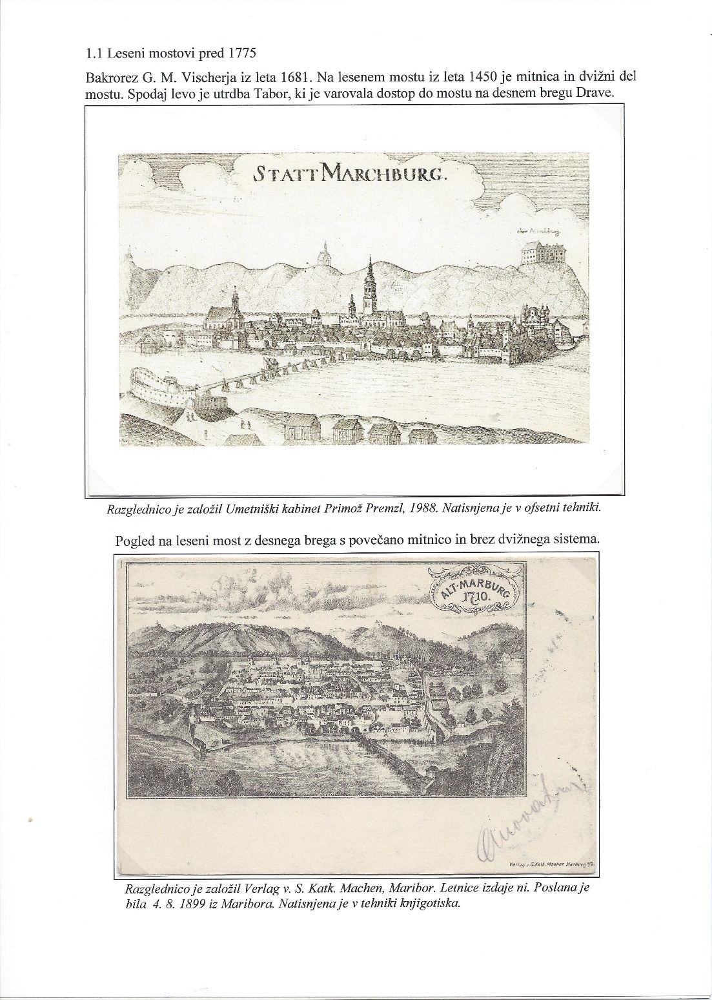 1.1 Leseni mostovi pred 1775
Bakrorez G. M. Vischerja iz leta 1681. Na lesenem mostu iz leta 1450 je mitnica in dvižni del
mostu. Spodaj levo je utrdba Tabor, ki je varovala dostop do mostu na desnem bregu Drave.
STATT MARCHBURG.
ober Marchburg.
Razglednico je založil Umetniški kabinet Primož Premzl, 1988. Natisnjena je v ofsetni tehniki.
Pogled na leseni most z desnega brega s povečano mitnico in brez dvižnega sistema.
ALT-MARBURG
1710.
Verlag v. S. Kath. Machen Marburg a/D.
Razglednico je založil Verlag v. S. Katk. Machen, Maribor. Letnice izdaje ni. Poslana je
bila 4. 8. 1899 iz Maribora. Natisnjena je v tehniki knjigotiska.